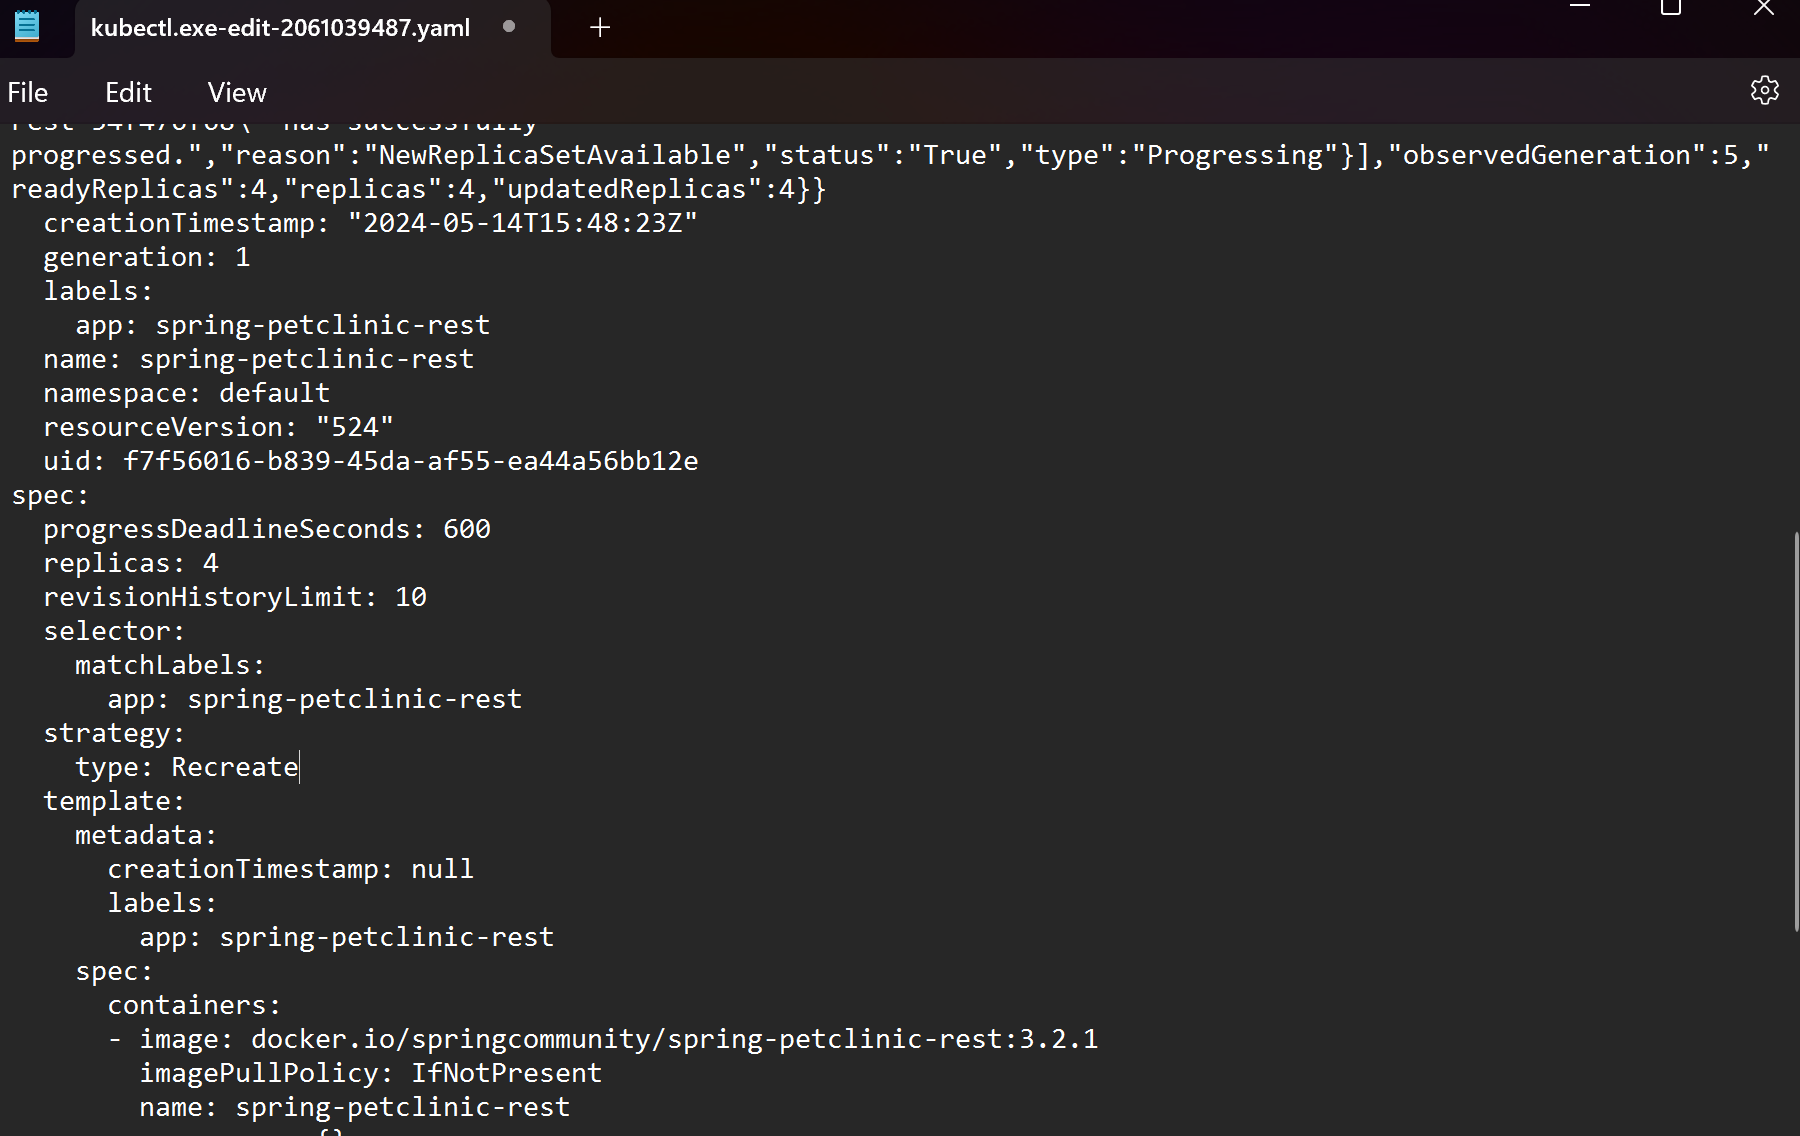 kubectl.exe-edit-2061039487.yaml
File Edit View
has successfully
progressed.","reason":"NewReplicaSetAvailable","status":"True","type":"Progressing"}],"observedGeneration":5,"
readyReplicas":4,"replicas":4,"updatedReplicas":4}}
  creationTimestamp: "2024-05-14T15:48:23Z"
  generation: 1
  labels:
    app: spring-petclinic-rest
  name: spring-petclinic-rest
  namespace: default
  resourceVersion: "524"
  uid: f7f56016-b839-45da-af55-ea44a56bb12e
spec:
  progressDeadlineSeconds: 600
  replicas: 4
  revisionHistoryLimit: 10
  selector:
    matchLabels:
      app: spring-petclinic-rest
  strategy:
    type: Recreate
  template:
    metadata:
      creationTimestamp: null
      labels:
        app: spring-petclinic-rest
    spec:
      containers:
      - image: docker.io/springcommunity/spring-petclinic-rest:3.2.1
        imagePullPolicy: IfNotPresent
        name: spring-petclinic-rest